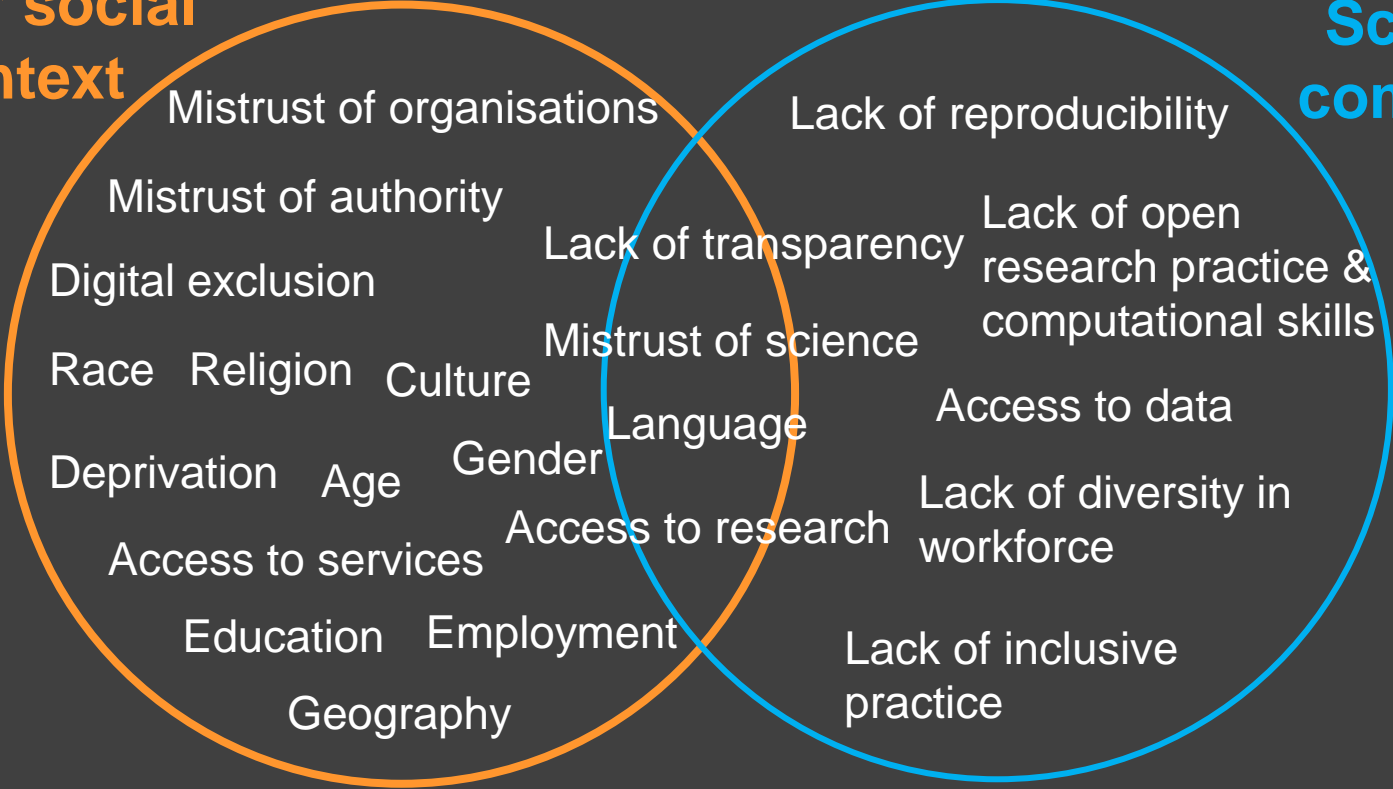 social
ntext
Sc
con
Mistrust of organisations
Mistrust of authority
Digital exclusion
Race Religion Culture
Deprivation Age Gender
Access to services
Education Employment
Geography
Lack of transparency
Mistrust of science
Language
Access to research
Lack of reproducibility
Lack of open
research practice &
computational skills
Access to data
Lack of diversity in
workforce
Lack of inclusive
practice